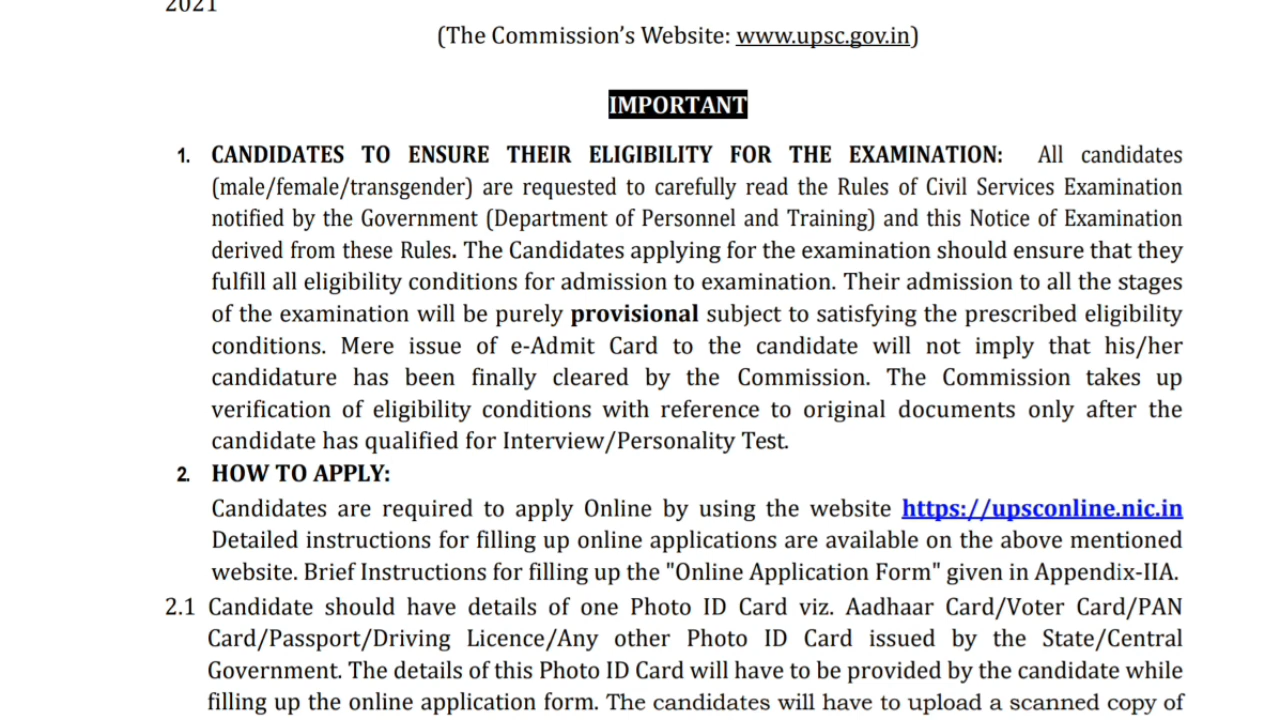 2021
(The Commission's Website: www.upsc.gov.in)
IMPORTANT
1. CANDIDATES TO ENSURE THEIR ELIGIBILITY FOR THE EXAMINATION: All candidates
(male/female/transgender) are requested to carefully read the Rules of Civil Services Examination
notified by the Government (Department of Personnel and Training) and this Notice of Examination
derived from these Rules. The Candidates applying for the examination should ensure that they
fulfill all eligibility conditions for admission to examination. Their admission to all the stages
of the examination will be purely provisional subject to satisfying the prescribed eligibility
conditions. Mere issue of e-Admit Card to the candidate will not imply that his/her
candidature has been finally cleared by the Commission. The Commission takes up
verification of eligibility conditions with reference to original documents only after the
candidate has qualified for Interview/Personality Test.
2. HOW TO APPLY:
Candidates are required to apply Online by using the website https://upsconline.nic.in
Detailed instructions for filling up online applications are available on the above mentioned
website. Brief Instructions for filling up the "Online Application Form" given in Appendix-IIA.
2.1 Candidate should have details of one Photo ID Card viz. Aadhaar Card/Voter Card/PAN
Card/Passport/Driving Licence/Any other Photo ID Card issued by the State/Central
Government. The details of this Photo ID Card will have to be provided by the candidate while
filling up the online application form. The candidates will have to upload a scanned copy of